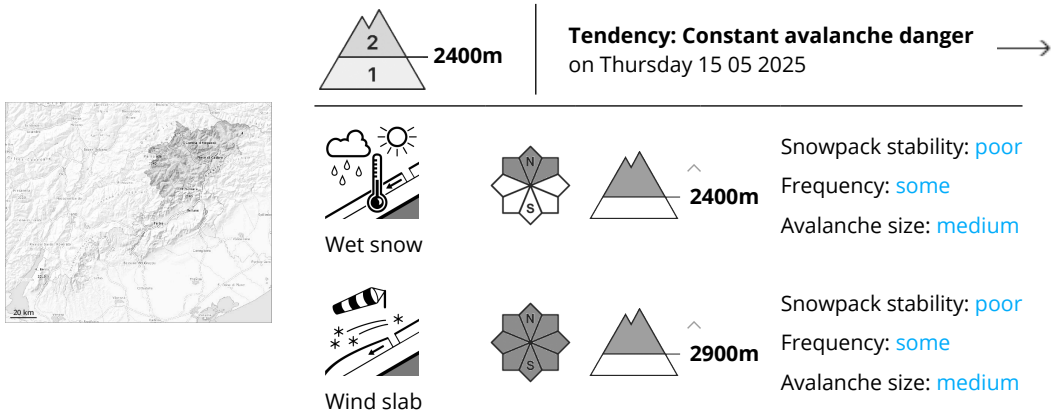 2
1
2400m
Tendency: Constant avalanche danger
on Thursday 15 05 2025
20 km
Wet snow
N
S
2400m
Snowpack stability: poor
Frequency: some
Avalanche size: medium
Wind slab
N
S
2900m
Snowpack stability: poor
Frequency: some
Avalanche size: medium